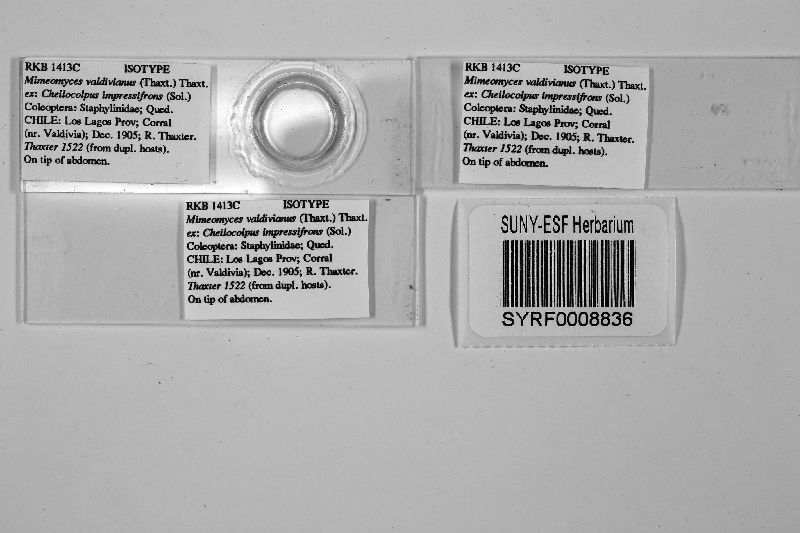 RKB 1413C ISOTYPE
Mimeomyces valdivianus (Thaxt.) Thaxt.
ex: Cheilocolpus impressifrons (Sol.)
Coleoptera: Staphylinidae; Qued.
CHILE: Los Lagos Prov; Corral
(nr. Valdivia); Dec. 1905; R. Thaxter.
Thaxter 1522 (from dupl. hosts).
On tip of abdomen.
RKB 1413C ISOTYPE
Mimeomyces valdivianus (Thaxt.) Thaxt.
ex: Cheilocolpus impressifrons (Sol.)
Coleoptera: Staphylinidae; Qued.
CHILE: Los Lagos Prov; Corral
(nr. Valdivia); Dec. 1905; R. Thaxter.
Thaxter 1522 (from dupl. hosts).
On tip of abdomen.
RKB 1413C ISOTYPE
Mimeomyces valdivianus (Thaxt.) Thaxt.
ex: Cheilocolpus impressifrons (Sol.)
Coleoptera: Staphylinidae; Qued.
CHILE: Los Lagos Prov; Corral
(nr. Valdivia); Dec. 1905; R. Thaxter.
Thaxter 1522 (from dupl. hosts).
On tip of abdomen.
SUNY-ESF Herbarium
SYRF0008836